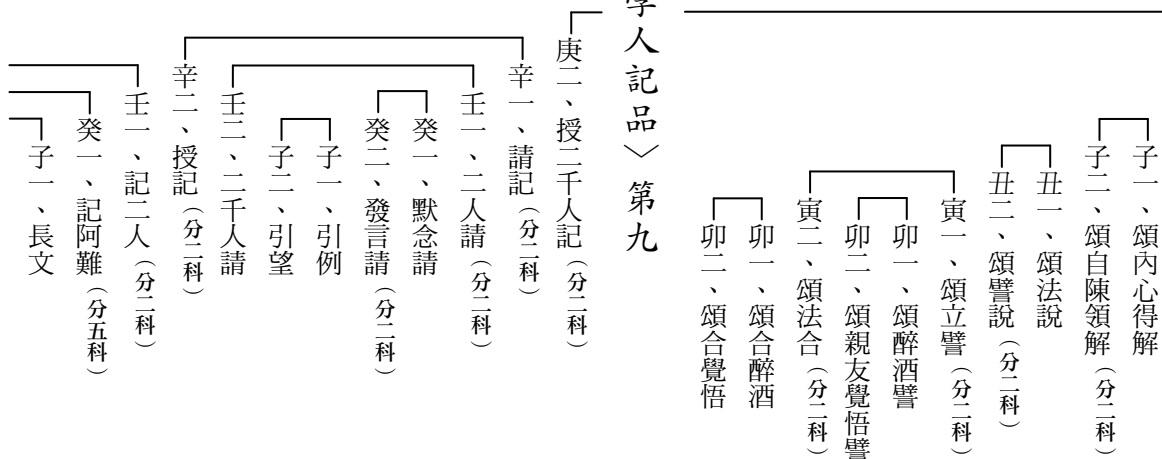 子一、頌內心得解
子二、頌自陳領解（分二科）
丑一、頌法說
丑二、頌譬說（分二科）
寅一、頌立譬（分二科）
卯一、頌醉酒譬
卯二、頌親友覺悟譬
寅二、頌法合（分二科）
卯一、頌合醉酒
卯二、頌合覺悟
學人記品〉第九
庚二、授二千人記（分二科）
辛一、請記（分二科）
壬一、二人請（分二科）
癸一、默念請
癸二、發言請（分二科）
子一、引例
子二、引望
壬二、二千人請
辛二、授記（分二科）
壬一、記二人（分二科）
癸一、記阿難（分五科）
子一、長文